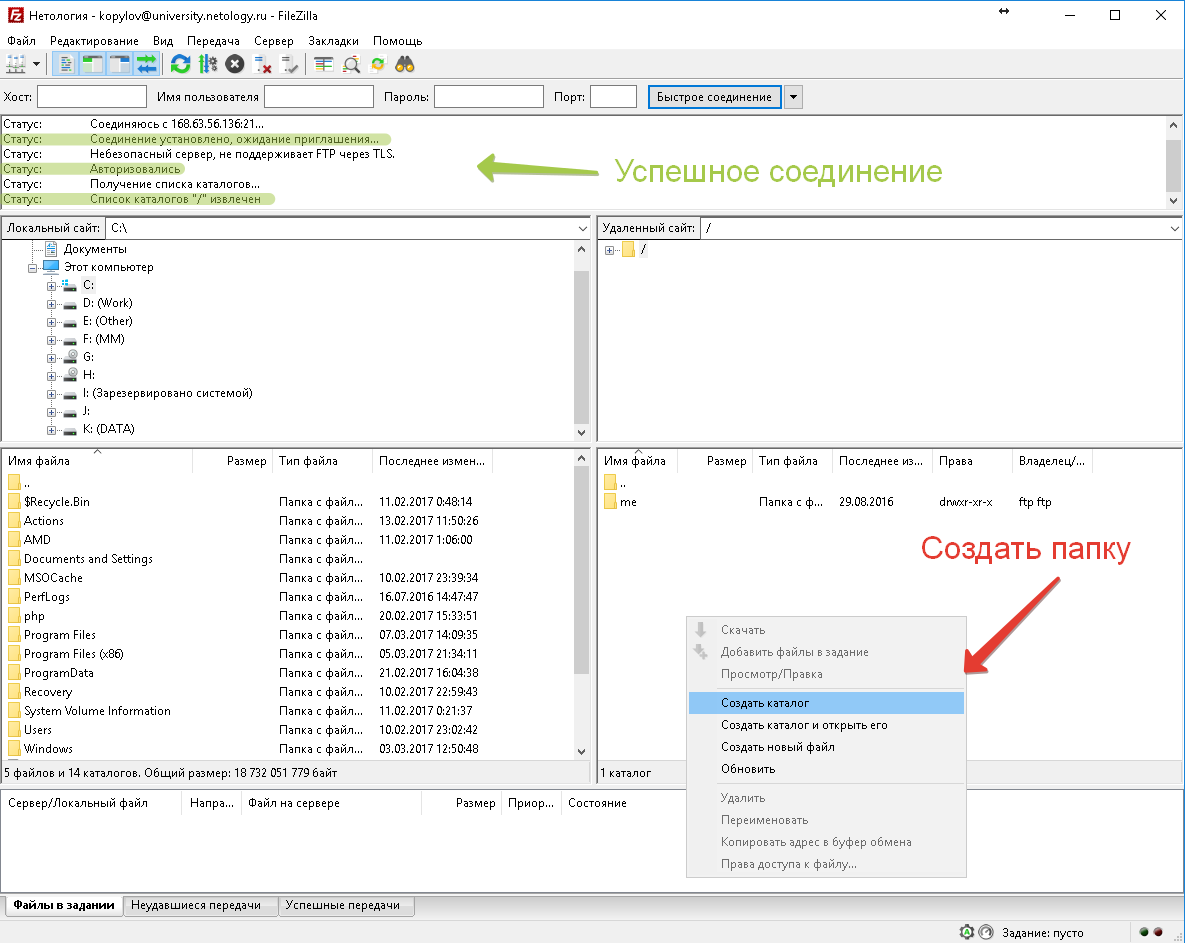 Нетология - kopylov@university.netology.ru - FileZilla
Файл Редактирование Вид Передача Сервер Закладки Помощь
Хост: Имя пользователя Пароль: Порт: Быстрое соединение
Статус: Соединяюсь с 168.63.56.136:21...
Статус: Соединение установлено, ожидание приглашения...
Статус: Небезопасный сервер, не поддерживает FTP через TLS.
Статус: Авторизовались
Статус: Получение списка каталогов...
Статус: Список каталогов "/" извлечен
Успешное соединение
Локальный сайт: C:\
Документы
Этот компьютер
C:
D: (Work)
E: (Other)
F: (MM)
G:
H:
I: (Зарезервировано системой)
J:
K: (DATA)
Удаленный сайт: /
/
Имя файла Размер Тип файла Последнее измен...
..
$Recycle.Bin Папка с файл... 11.02.2017 0:48:14
Actions Папка с файл... 13.02.2017 11:50:26
AMD Папка с файл... 11.02.2017 1:06:00
Documents and Settings Папка с файл...
MSOCache Папка с файл... 10.02.2017 23:39:34
PerfLogs Папка с файл... 16.07.2016 14:47:47
php Папка с файл... 20.02.2017 15:33:51
Program Files Папка с файл... 07.03.2017 14:09:35
Program Files (x86) Папка с файл... 05.03.2017 21:34:11
ProgramData Папка с файл... 21.02.2017 16:04:38
Recovery Папка с файл... 10.02.2017 22:59:43
System Volume Information Папка с файл... 11.02.2017 0:21:37
Users Папка с файл... 10.02.2017 23:02:42
Windows Папка с файл... 03.03.2017 12:50:48
5 файлов и 14 каталогов. Общий размер: 18 732 051 779 байт
Имя файла Размер Тип файла Последнее из... Права Владелец/...
..
me Папка с ф... 29.08.2016 drwxr-xr-x ftp ftp
Создать папку
Скачать
Добавить файлы в задание
Просмотр/Правка
Создать каталог
Создать каталог и открыть его
Создать новый файл
Обновить
Удалить
Переименовать
Копировать адрес в буфер обмена
Права доступа к файлу...
1 каталог
Сервер/Локальный файл Напра... Файл на сервере Размер Приор... Состояние
Файлы в задании Неудавшиеся передачи Успешные передачи
Задание: пусто